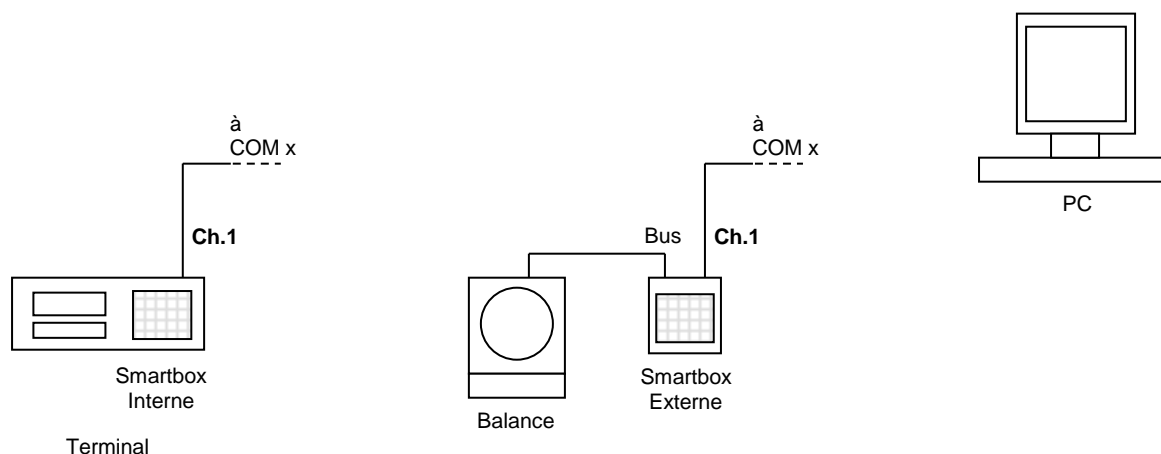 à
COM x
Ch.1
Smartbox
Interne
Terminal
à
COM x
Bus
Ch.1
Balance
Smartbox
Externe
PC